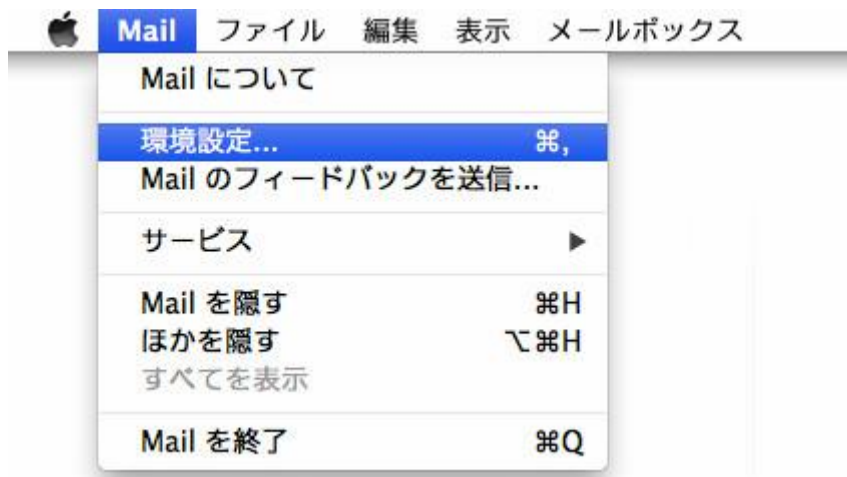 Mail ファイル 編集 表示 メールボックス
Mail について
環境設定... ⌘,
Mail のフィードバックを送信...
サービス ▶
Mail を隠す ⌘H
ほかを隠す ⌥⌘H
すべてを表示
Mail を終了 ⌘Q